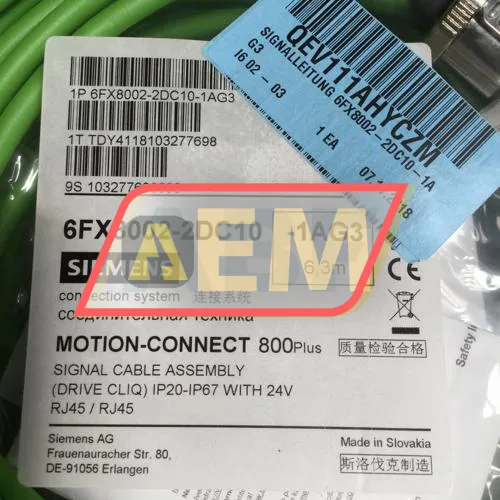 QEV111AHYCZM
SIGNALLEITUNG 6FX8002-2DC10-1A
G3
I6 02 - 03
1 EA
1P 6FX8002-2DC10-1AG3
1T TDY4118103277698
6FX8002-2DC10 -1AG3
SIEMENS
6,3m
AEM
connection system 连接系统
соединительная техника
MOTION-CONNECT 800Plus
质量检验合格
SIGNAL CABLE ASSEMBLY
(DRIVE CLIQ) IP20-IP67 WITH 24V
RJ45 / RJ45
Siemens AG
Frauenauracher Str. 80,
DE-91056 Erlangen
Made in Slovakia
斯洛伐克制造
Safety